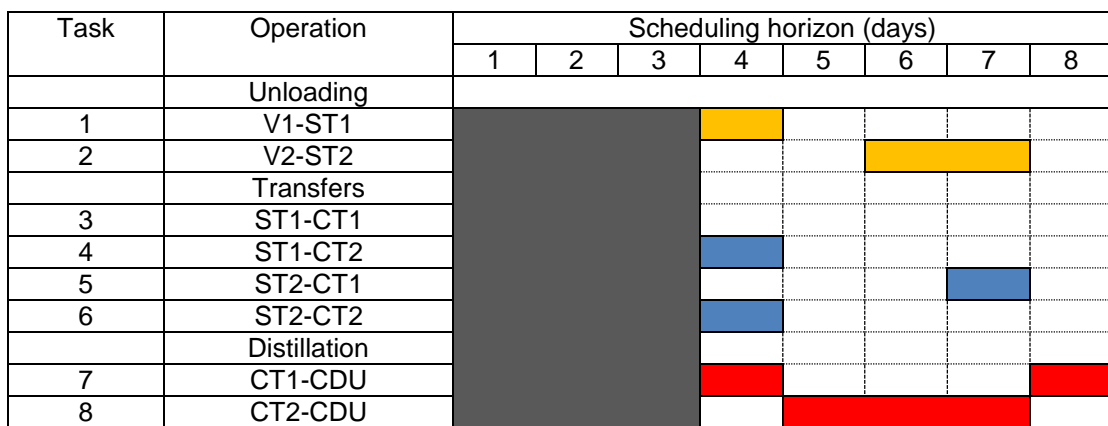 Task Operation Scheduling horizon (days)
1 2 3 4 5 6 7 8
Unloading
1 V1-ST1
2 V2-ST2
Transfers
3 ST1-CT1
4 ST1-CT2
5 ST2-CT1
6 ST2-CT2
Distillation
7 CT1-CDU
8 CT2-CDU